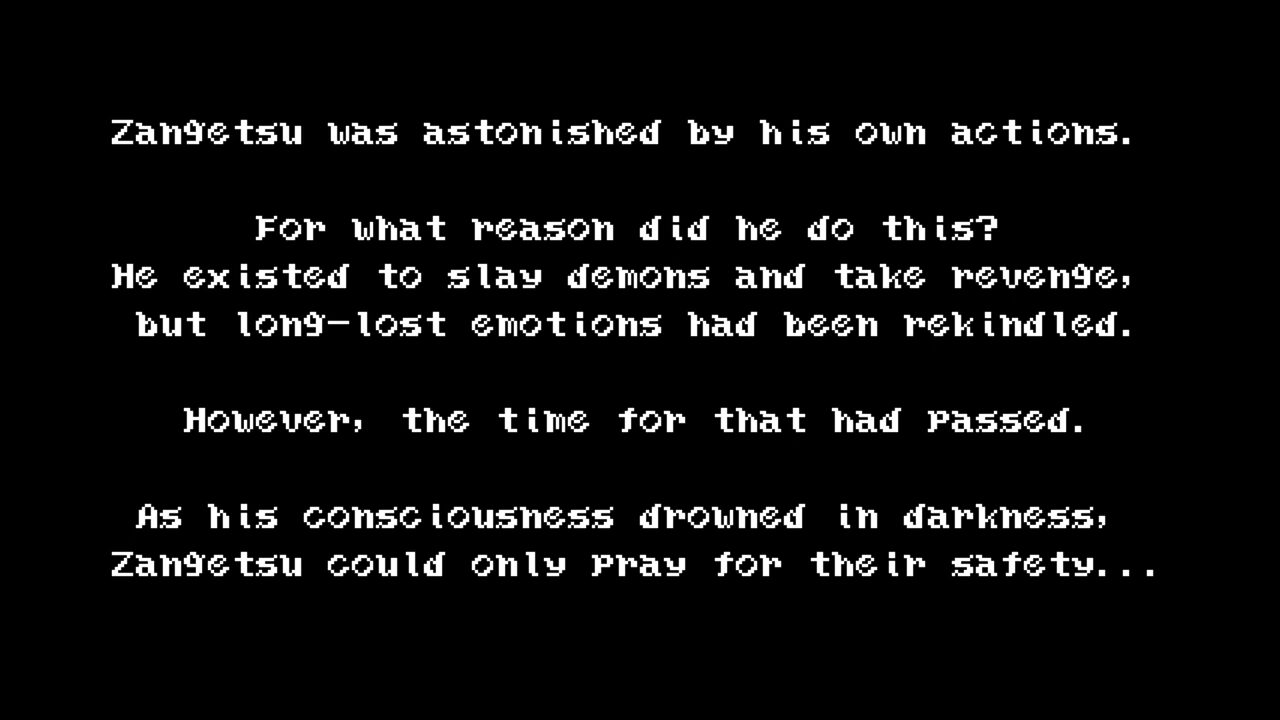 Zangetsu was astonished by his own actions.
For what reason did he do this?
He existed to slay demons and take revenge,
but long-lost emotions had been rekindled.
However, the time for that had passed.
As his consciousness drowned in darkness,
Zangetsu could only pray for their safety...